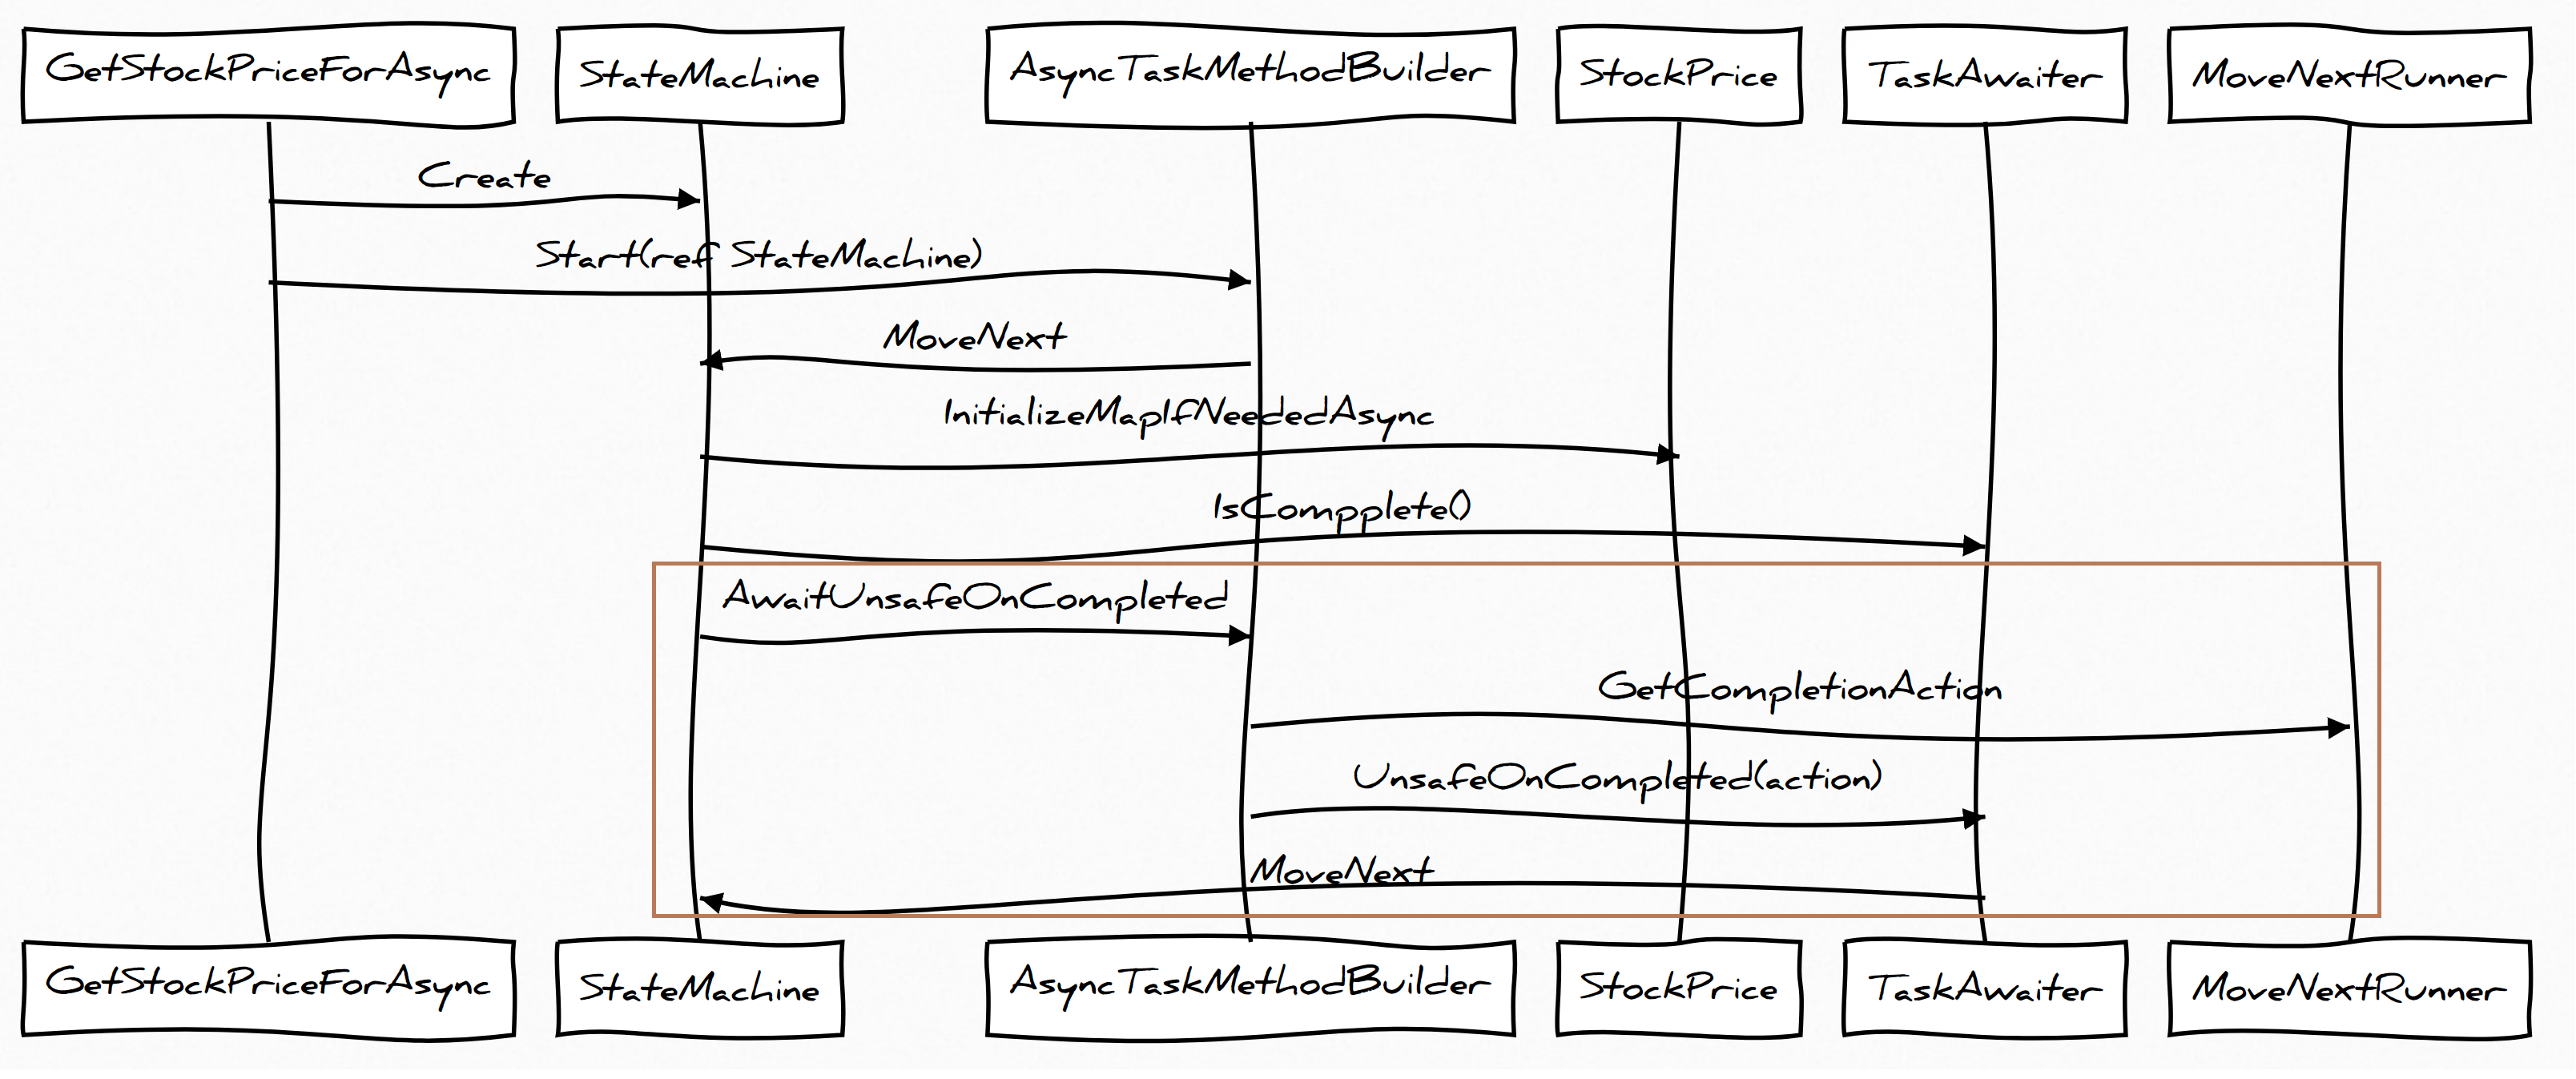 GetStockPriceForAsync
StateMachine
AsyncTaskMethodBuilder
StockPrice
TaskAwaiter
MoveNextRunner
Create
Start(ref StateMachine)
MoveNext
InitializeMapIfNeededAsync
IsCompplete()
AwaitUnsafeOnCompleted
GetCompletionAction
UnsafeOnCompleted(action)
MoveNext
GetStockPriceForAsync
StateMachine
AsyncTaskMethodBuilder
StockPrice
TaskAwaiter
MoveNextRunner